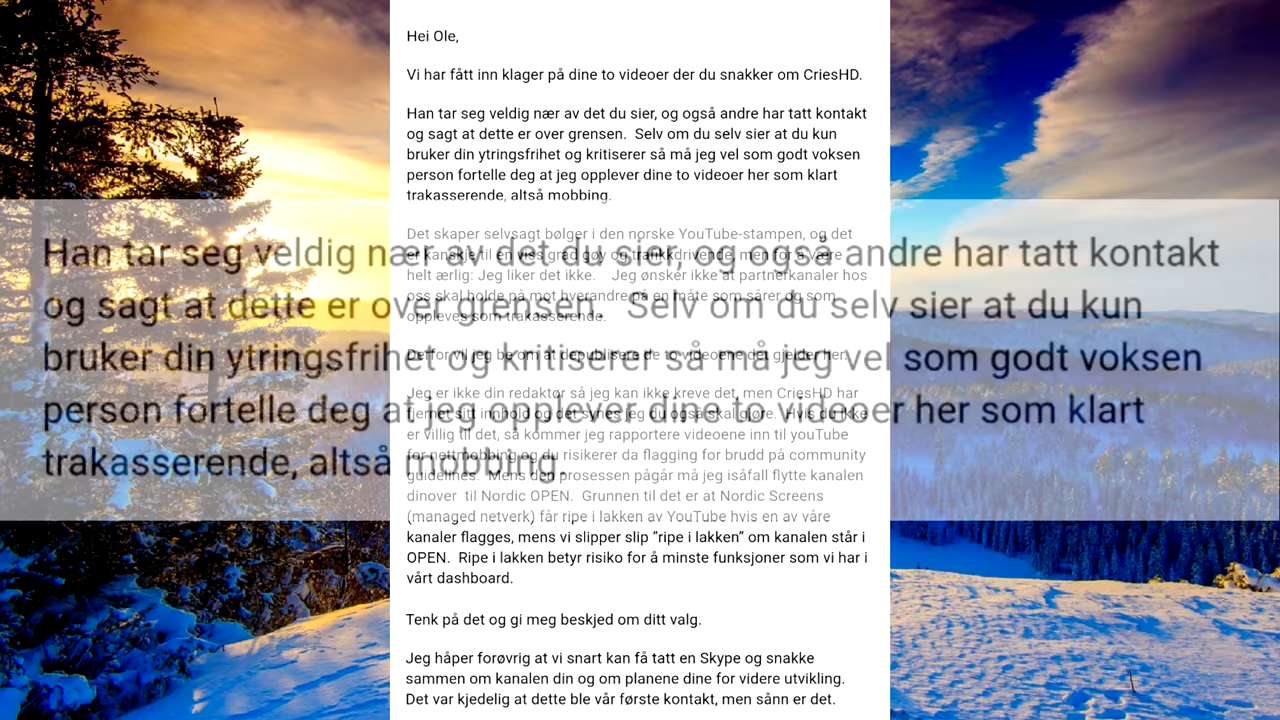 Hei Ole,
Vi har fått inn klager på dine to videoer der du snakker om CriesHD.
Han tar seg veldig nær av det du sier, og også andre har tatt kontakt
og sagt at dette er over grensen.  Selv om du selv sier at du kun
bruker din ytringsfrihet og kritiserer så må jeg vel som godt voksen
person fortelle deg at jeg opplever dine to videoer her som klart
trakasserende, altså mobbing.
Det skaper selvsagt bølger i den norske YouTube-stampen, og det
er kanskje til en viss grad gøy og trafikkdrivende, men for å være
helt ærlig: Jeg liker det ikke.    Jeg ønsker ikke at partnerkanaler hos
oss skal holde på mot hverandre på en måte som sårer og som
oppleves som trakasserende.
Derfor vil jeg be om at depublisere de to videoene det gjelder her.
Jeg er ikke din redaktør så jeg kan ikke kreve det, men CriesHD har
fjernet sitt innhold og det synes jeg du også skal gjøre.  Hvis du ikke
er villig til det, så kommer jeg rapportere videoene inn til youTube
for nettmobbing og du risikerer da flagging for brudd på community
guidelines.  Mens den prosessen pågår må jeg isåfall flytte kanalen
dinover  til Nordic OPEN.  Grunnen til det er at Nordic Screens
(managed netverk) får ripe i lakken av YouTube hvis en av våre
kanaler flagges, mens vi slipper slip ”ripe i lakken” om kanalen står i
OPEN.  Ripe i lakken betyr risiko for å minste funksjoner som vi har i
vårt dashboard.
Tenk på det og gi meg beskjed om ditt valg.
Jeg håper forøvrig at vi snart kan få tatt en Skype og snakke
sammen om kanalen din og om planene dine for videre utvikling.
Det var kjedelig at dette ble vår første kontakt, men sånn er det.
Han tar seg veldig nær av det du sier, og også andre har tatt kontakt
og sagt at dette er over grensen.  Selv om du selv sier at du kun
bruker din ytringsfrihet og kritiserer så må jeg vel som godt voksen
person fortelle deg at jeg opplever dine to videoer her som klart
trakasserende, altså mobbing.